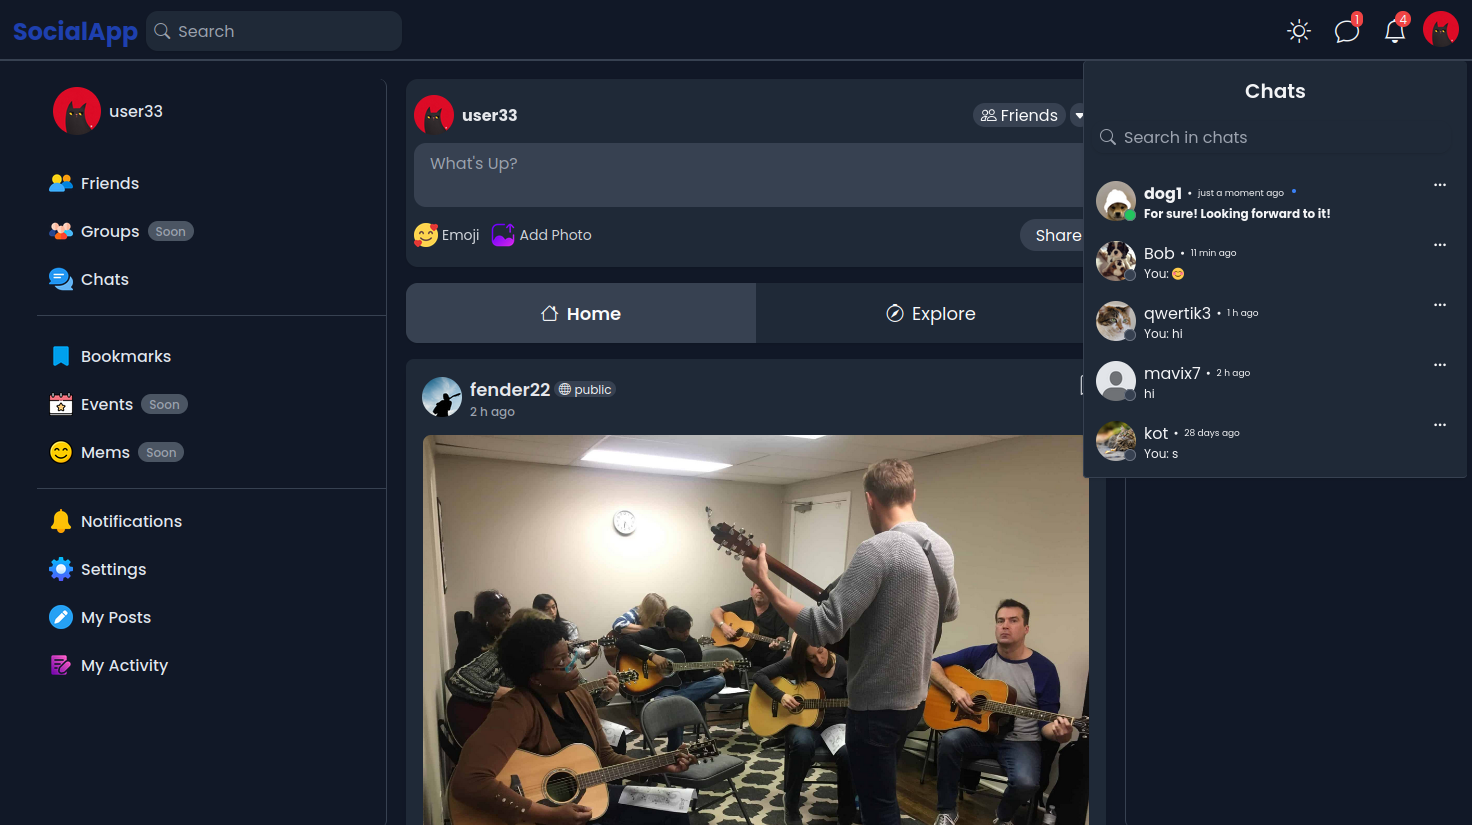 SocialApp
Search
1
4
user33
Friends
Groups Soon
Chats
Bookmarks
Events Soon
Mems Soon
Notifications
Settings
My Posts
My Activity
user33
Friends
What's Up?
Emoji Add Photo
Share
Home
Explore
fender22 public
2 h ago
Chats
Search in chats
dog1 • just a moment ago
For sure! Looking forward to it!
Bob • 11 min ago
You: 😊
qwertik3 • 1 h ago
You: hi
mavix7 • 2 h ago
hi
kot • 28 days ago
You: s